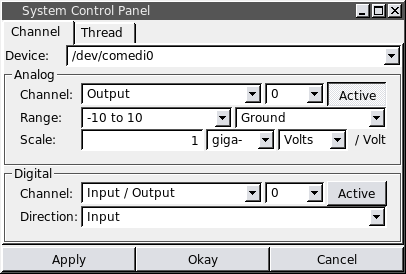 System Control Panel
Channel Thread
Device: /dev/comedi0
Analog
Channel: Output 0 Active
Range: -10 to 10 Ground
Scale: 1 giga- Volts / Volt
Digital
Channel: Input / Output 0 Active
Direction: Input
Apply Okay Cancel